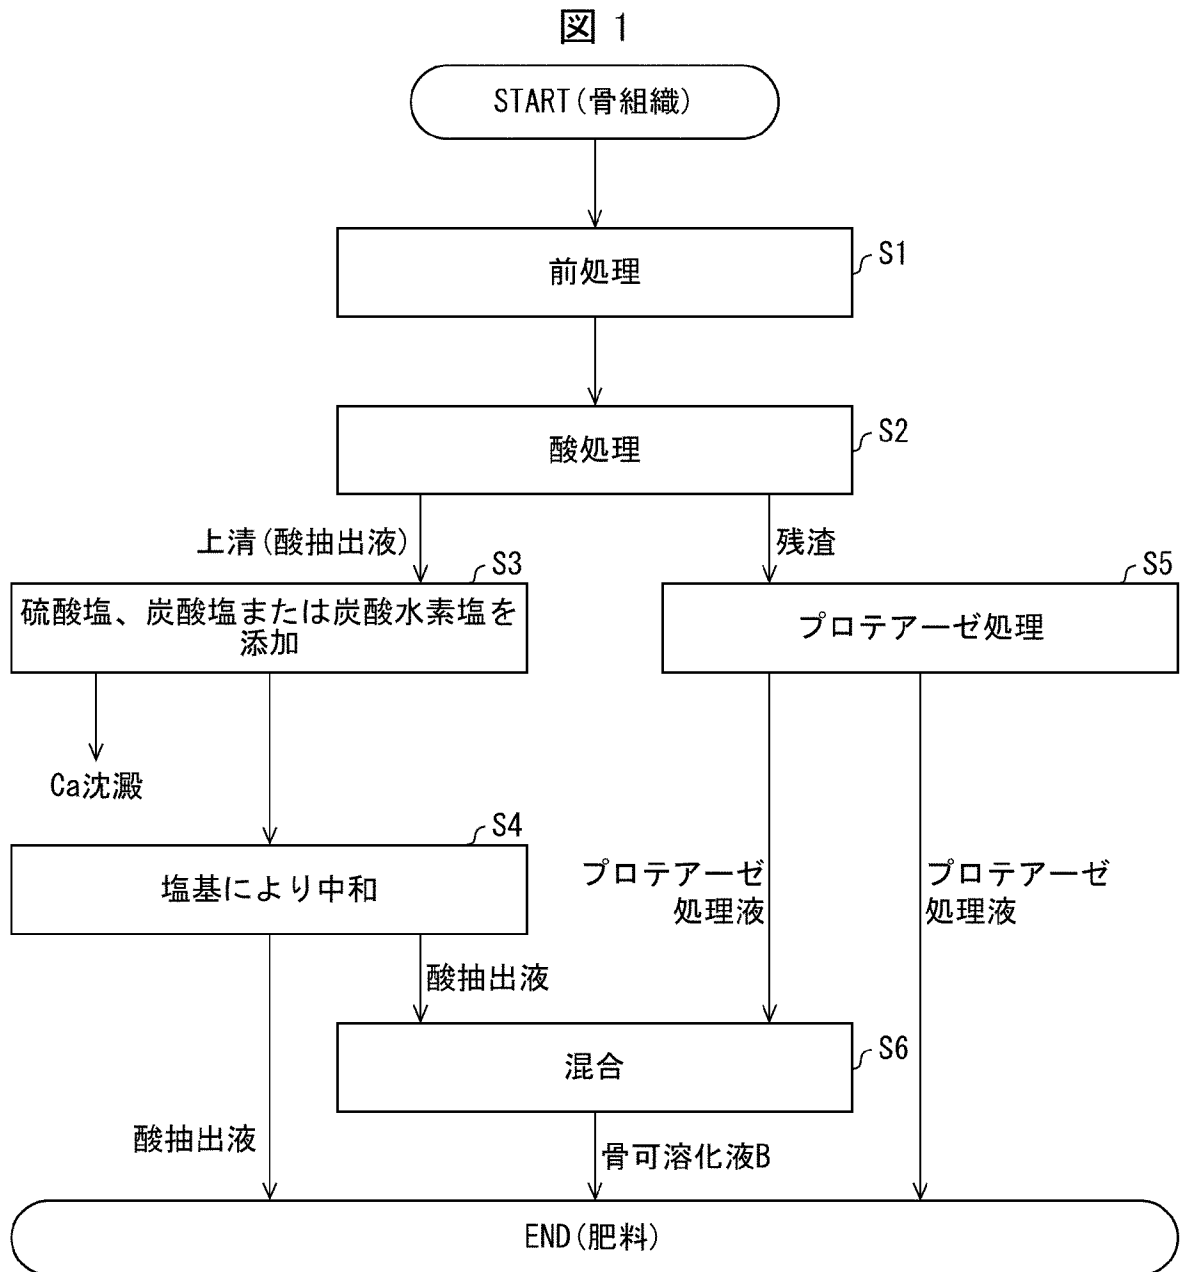 図 1
START(骨組織)
前処理
S1
酸処理
S2
上清(酸抽出液)
残渣
S3
硫酸塩、炭酸塩または炭酸水素塩を
添加
S5
プロテアーゼ処理
Ca沈澱
S4
塩基により中和
プロテアーゼ
処理液
プロテアーゼ
処理液
酸抽出液
混合
S6
酸抽出液
骨可溶化液B
END(肥料)